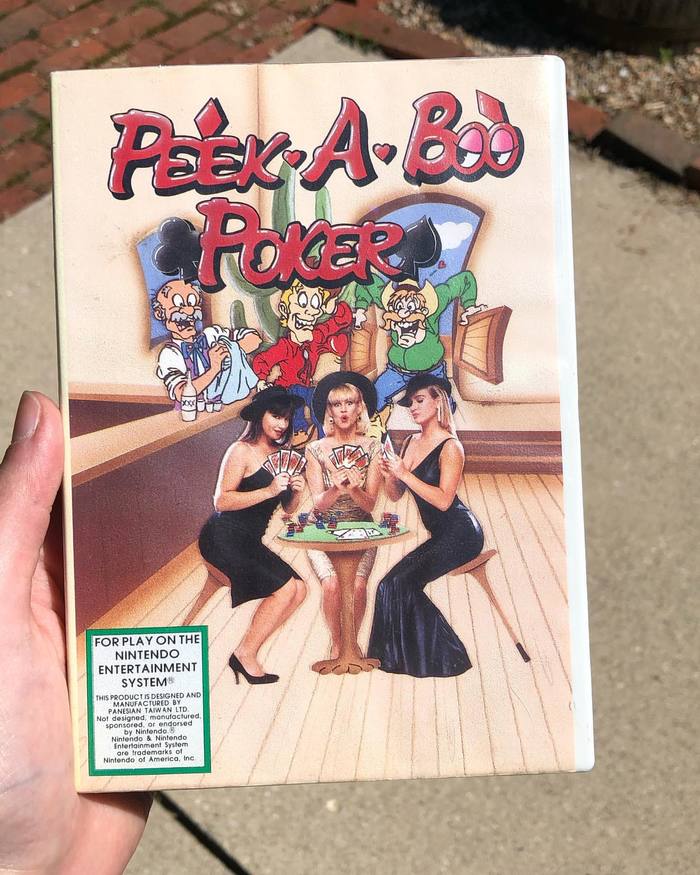 PEEK·A·BOO
POKER
XXX
FOR PLAY ON THE
NINTENDO
ENTERTAINMENT
SYSTEM®
THIS PRODUCT IS DESIGNED AND
MANUFACTURED BY
PANESIAN TAIWAN LTD.
Not designed, manufactured,
sponsored, or endorsed
by Nintendo.®
Nintendo & Nintendo
Entertainment System
are trademarks of
Nintendo of America, Inc.